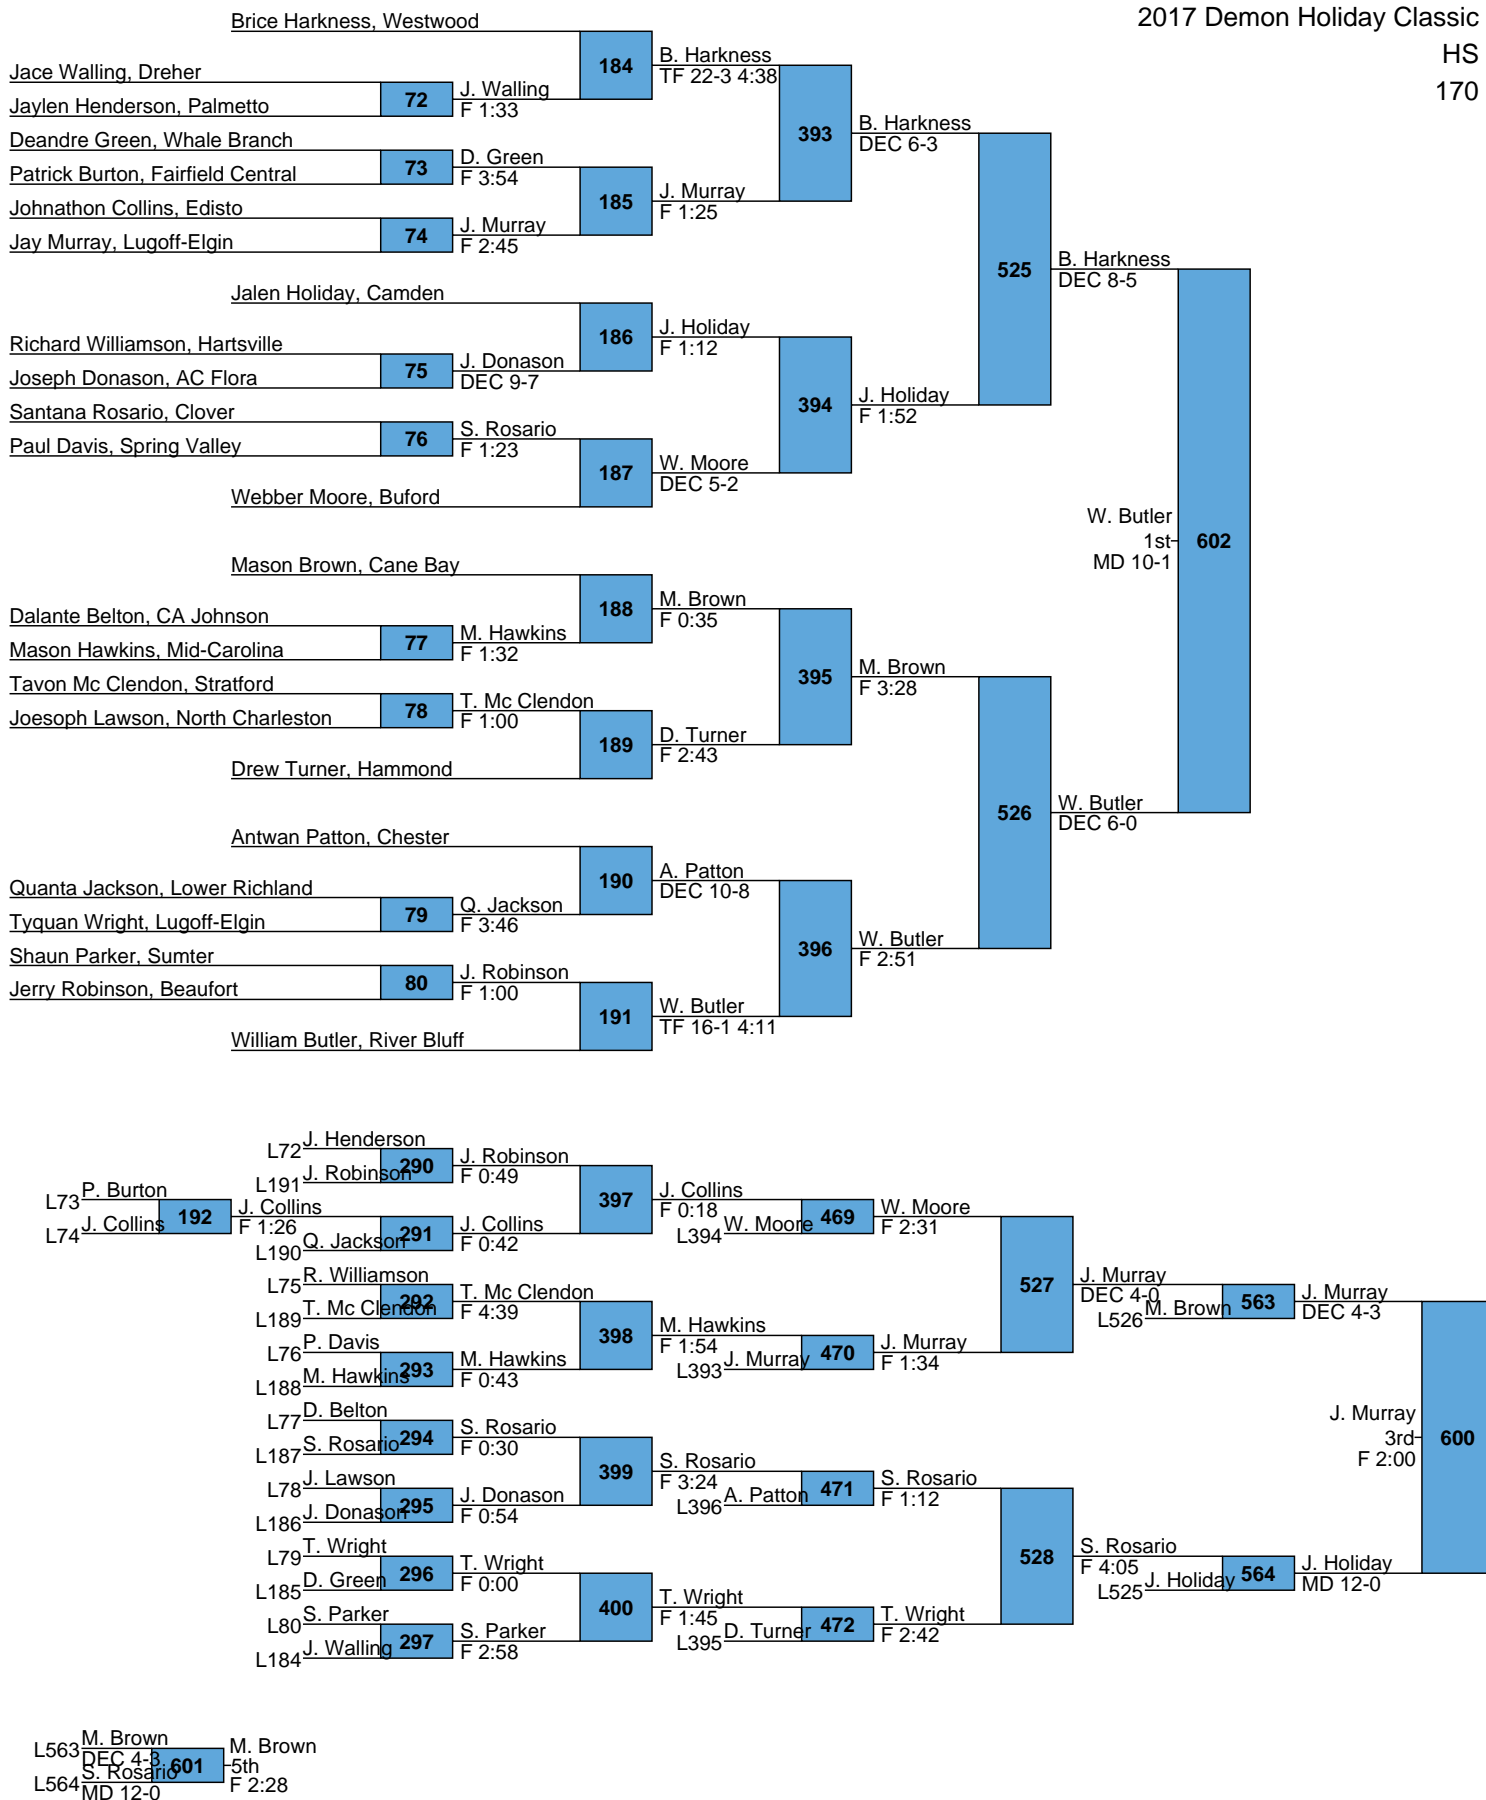 2017 Demon Holiday Classic
HS
170
Brice Harkness, Westwood
184
B. Harkness
TF 22-3 4:38
Jace Walling, Dreher
72
J. Walling
F 1:33
Jaylen Henderson, Palmetto
393
B. Harkness
DEC 6-3
Deandre Green, Whale Branch
73
D. Green
F 3:54
Patrick Burton, Fairfield Central
185
J. Murray
F 1:25
Johnathon Collins, Edisto
74
J. Murray
F 2:45
Jay Murray, Lugoff-Elgin
525
B. Harkness
DEC 8-5
Jalen Holiday, Camden
186
J. Holiday
F 1:12
Richard Williamson, Hartsville
75
J. Donason
DEC 9-7
Joseph Donason, AC Flora
394
J. Holiday
F 1:52
Santana Rosario, Clover
76
S. Rosario
F 1:23
Paul Davis, Spring Valley
187
W. Moore
DEC 5-2
Webber Moore, Buford
W. Butler
1st
MD 10-1
602
Mason Brown, Cane Bay
188
M. Brown
F 0:35
Dalante Belton, CA Johnson
77
M. Hawkins
F 1:32
Mason Hawkins, Mid-Carolina
395
M. Brown
F 3:28
Tavon Mc Clendon, Stratford
78
T. Mc Clendon
F 1:00
Joesoph Lawson, North Charleston
189
D. Turner
F 2:43
Drew Turner, Hammond
526
W. Butler
DEC 6-0
Antwan Patton, Chester
190
A. Patton
DEC 10-8
Quanta Jackson, Lower Richland
79
Q. Jackson
F 3:46
Tyquan Wright, Lugoff-Elgin
396
W. Butler
F 2:51
Shaun Parker, Sumter
80
J. Robinson
F 1:00
Jerry Robinson, Beaufort
191
W. Butler
TF 16-1 4:11
William Butler, River Bluff
L72
J. Henderson
290
J. Robinson
F 0:49
L191
J. Robinson
397
J. Collins
F 0:18
L73
P. Burton
192
J. Collins
F 1:26
L74
J. Collins
291
J. Collins
F 0:42
L190
Q. Jackson
L394
W. Moore
469
W. Moore
F 2:31
L75
R. Williamson
292
T. Mc Clendon
F 4:39
L189
T. Mc Clendon
398
M. Hawkins
F 1:54
L76
P. Davis
293
M. Hawkins
F 0:43
L188
M. Hawkins
L393
J. Murray
470
J. Murray
F 1:34
527
J. Murray
DEC 4-0
L526
M. Brown
563
J. Murray
DEC 4-3
L77
D. Belton
294
S. Rosario
F 0:30
L187
S. Rosario
399
S. Rosario
F 3:24
L78
J. Lawson
295
J. Donason
F 0:54
L186
J. Donason
L396
A. Patton
471
S. Rosario
F 1:12
J. Murray
3rd
F 2:00
600
L79
T. Wright
296
T. Wright
F 0:00
L185
D. Green
400
T. Wright
F 1:45
L80
S. Parker
297
S. Parker
F 2:58
L184
J. Walling
L395
D. Turner
472
T. Wright
F 2:42
528
S. Rosario
F 4:05
L525
J. Holiday
564
J. Holiday
MD 12-0
L563
M. Brown
DEC 4-3
601
M. Brown
5th
F 2:28
L564
S. Rosario
MD 12-0